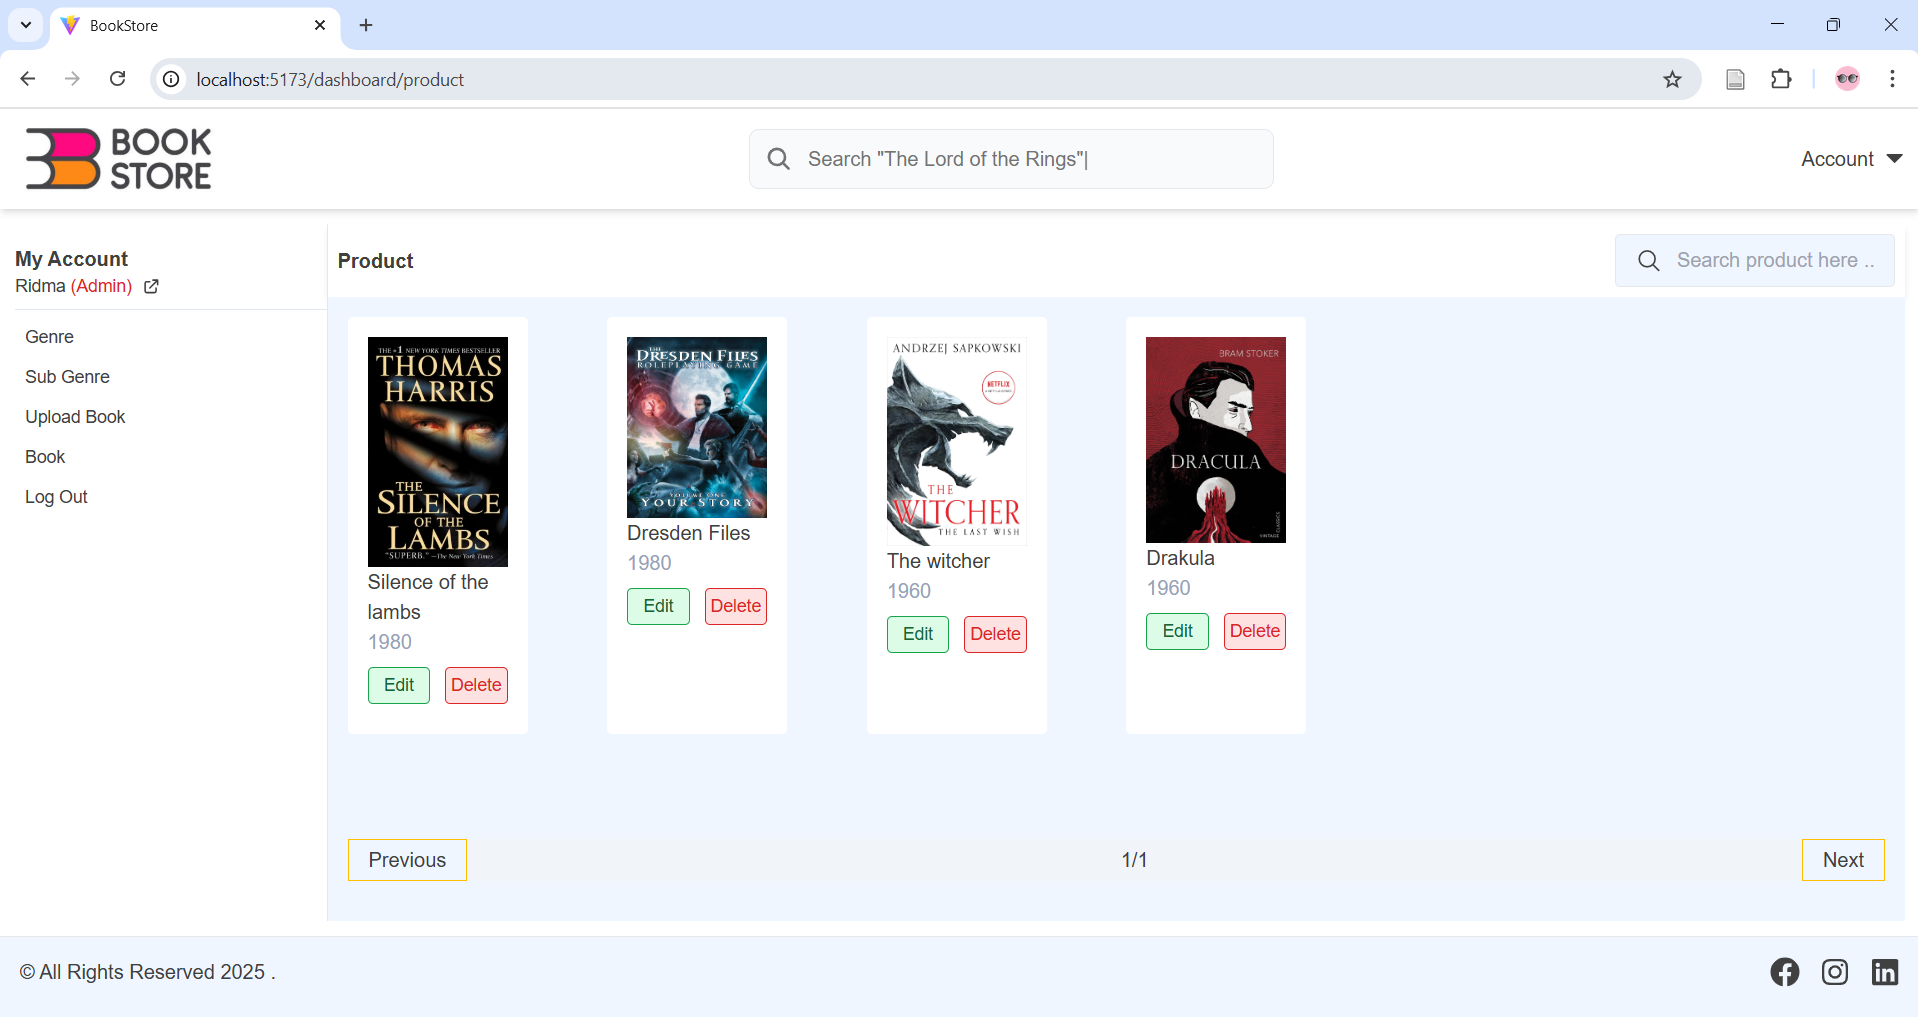 BookStore
localhost:5173/dashboard/product
BOOK
STORE
Search "The Lord of the Rings"|
Account
My Account
Ridma (Admin)
Genre
Sub Genre
Upload Book
Book
Log Out
Product
Search product here ..
THE #1 NEW YORK TIMES BESTSELLER
THOMAS
HARRIS
THE
SILENCE
OF THE
LAMBS
"SUPERB." —The New York Times
Silence of the
lambs
1980
Edit
Delete
THE
DRESDEN FILES
ROLEPLAYING GAME
VOLUME ONE
YOUR STORY
Dresden Files
1980
Edit
Delete
ANDRZEJ SAPKOWSKI
NETFLIX
THE
WITCHER
THE LAST WISH
The witcher
1960
Edit
Delete
BRAM STOKER
DRACULA
VINTAGE
CLASSICS
Drakula
1960
Edit
Delete
Previous
1/1
Next
© All Rights Reserved 2025 .